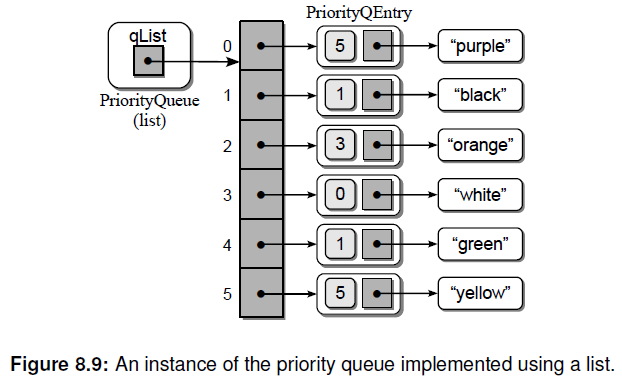 PriorityQEntry
qList
PriorityQueue
(list)
0 5 “purple”
1 1 “black”
2 3 “orange”
3 0 “white”
4 1 “green”
5 5 “yellow”
Figure 8.9: An instance of the priority queue implemented using a list.